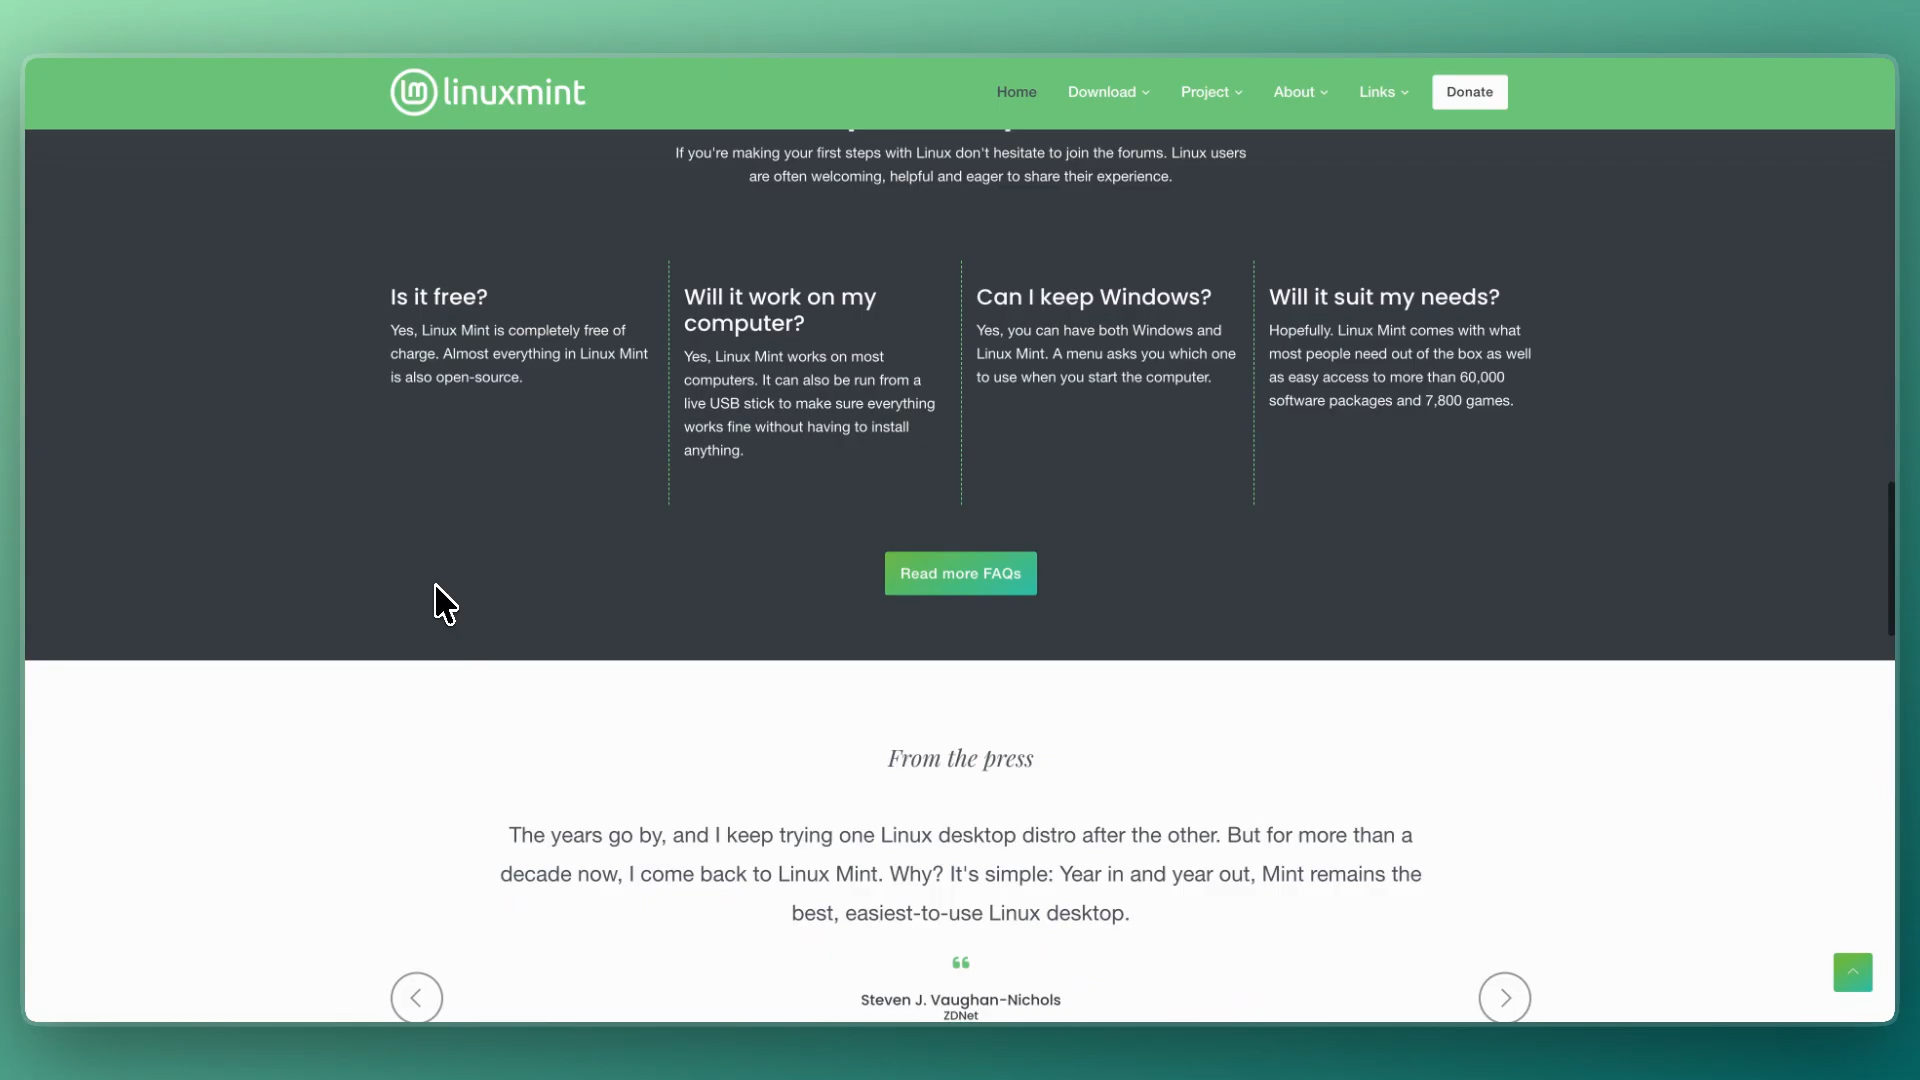 linuxmint
Home Download Project About Links Donate
If you're making your first steps with Linux don't hesitate to join the forums. Linux users
are often welcoming, helpful and eager to share their experience.
Is it free?
Yes, Linux Mint is completely free of
charge. Almost everything in Linux Mint
is also open-source.
Will it work on my
computer?
Yes, Linux Mint works on most
computers. It can also be run from a
live USB stick to make sure everything
works fine without having to install
anything.
Can I keep Windows?
Yes, you can have both Windows and
Linux Mint. A menu asks you which one
to use when you start the computer.
Will it suit my needs?
Hopefully. Linux Mint comes with what
most people need out of the box as well
as easy access to more than 60,000
software packages and 7,800 games.
Read more FAQs
From the press
The years go by, and I keep trying one Linux desktop distro after the other. But for more than a
decade now, I come back to Linux Mint. Why? It's simple: Year in and year out, Mint remains the
best, easiest-to-use Linux desktop.
Steven J. Vaughan-Nichols
ZDNet